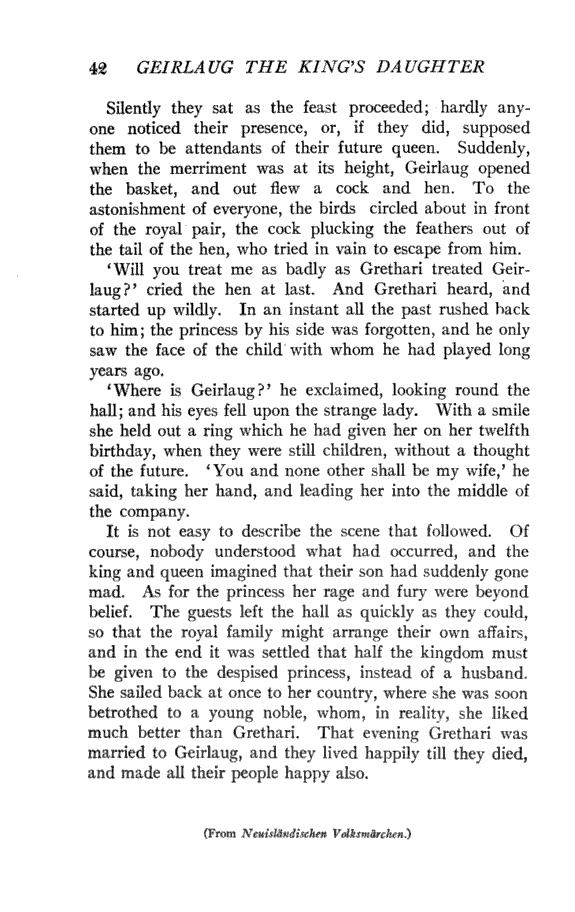 42 GEIRLAUG THE KING'S DAUGHTER
Silently they sat as the feast proceeded; hardly any-
one noticed their presence, or, if they did, supposed
them to be attendants of their future queen. Suddenly,
when the merriment was at its height, Geirlaug opened
the basket, and out flew a cock and hen. To the
astonishment of everyone, the birds circled about in front
of the royal pair, the cock plucking the feathers out of
the tail of the hen, who tried in vain to escape from him.
'Will you treat me as badly as Grethari treated Geir-
laug?' cried the hen at last. And Grethari heard, and
started up wildly. In an instant all the past rushed back
to him; the princess by his side was forgotten, and he only
saw the face of the child with whom he had played long
years ago.
'Where is Geirlaug?' he exclaimed, looking round the
hall; and his eyes fell upon the strange lady. With a smile
she held out a ring which he had given her on her twelfth
birthday, when they were still children, without a thought
of the future. 'You and none other shall be my wife,' he
said, taking her hand, and leading her into the middle of
the company.
It is not easy to describe the scene that followed. Of
course, nobody understood what had occurred, and the
king and queen imagined that their son had suddenly gone
mad. As for the princess her rage and fury were beyond
belief. The guests left the hall as quickly as they could,
so that the royal family might arrange their own affairs,
and in the end it was settled that half the kingdom must
be given to the despised princess, instead of a husband.
She sailed back at once to her country, where she was soon
betrothed to a young noble, whom, in reality, she liked
much better than Grethari. That evening Grethari was
married to Geirlaug, and they lived happily till they died,
and made all their people happy also.
(From Neuisländischen Volksmärchen.)